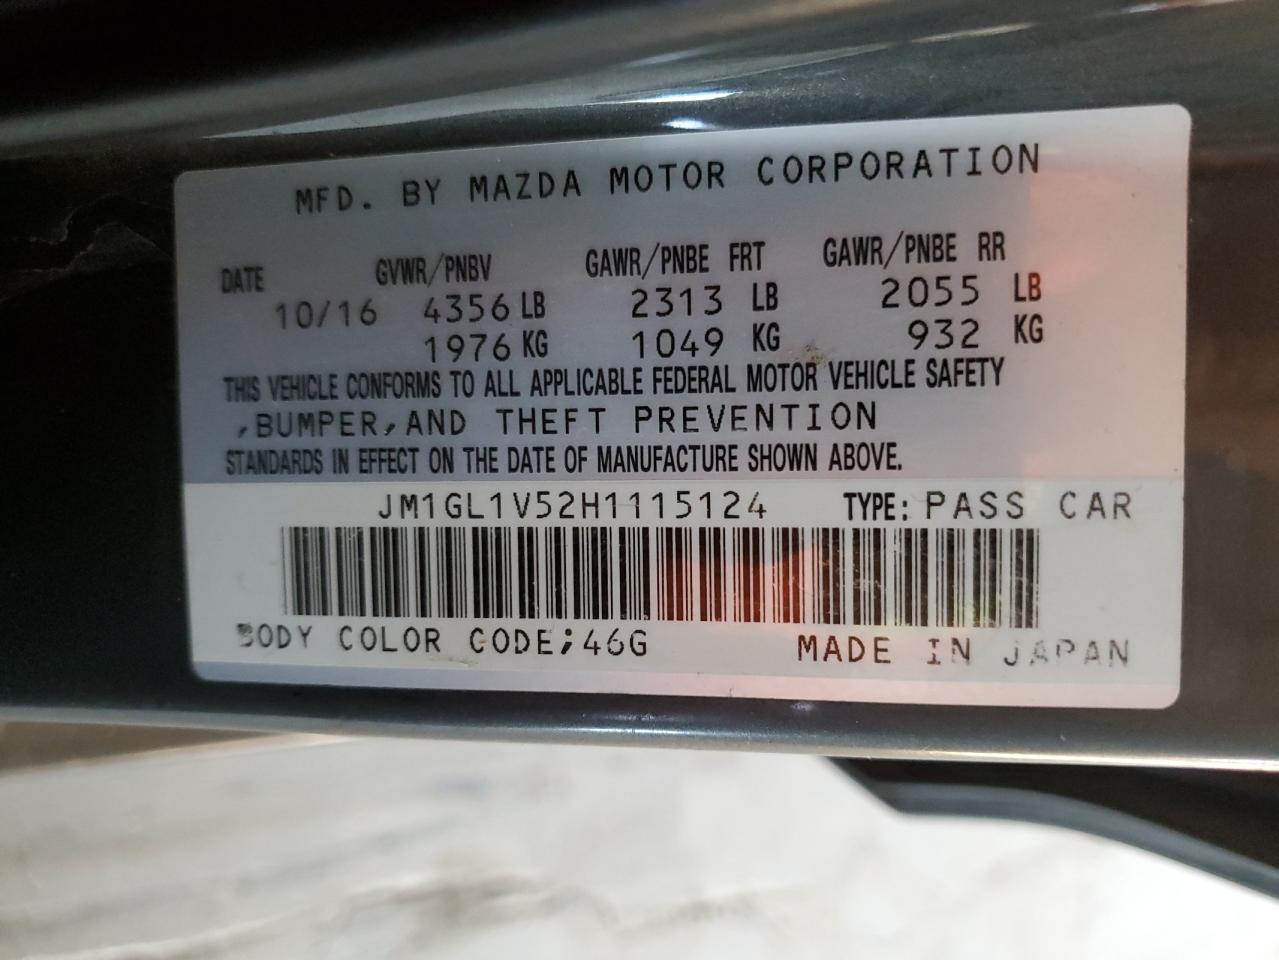 MFD. BY MAZDA MOTOR CORPORATION
DATE GVWR/PNBV GAWR/PNBE FRT GAWR/PNBE RR
10/16 4356 LB 2313 LB 2055 LB
1976 KG 1049 KG 932 KG
THIS VEHICLE CONFORMS TO ALL APPLICABLE FEDERAL MOTOR VEHICLE SAFETY
,BUMPER,AND THEFT PREVENTION
STANDARDS IN EFFECT ON THE DATE OF MANUFACTURE SHOWN ABOVE.
JM1GL1V52H1115124 TYPE: PASS CAR
BODY COLOR CODE;46G MADE IN JAPAN